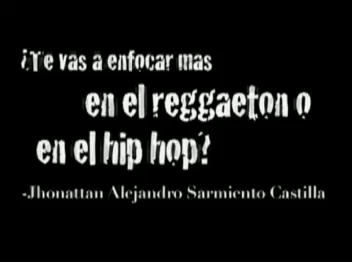 ¿Te vas a enfocar mas
en el reggaeton o
en el hip hop?
-Jhonattan Alejandro Sarmiento Castilla